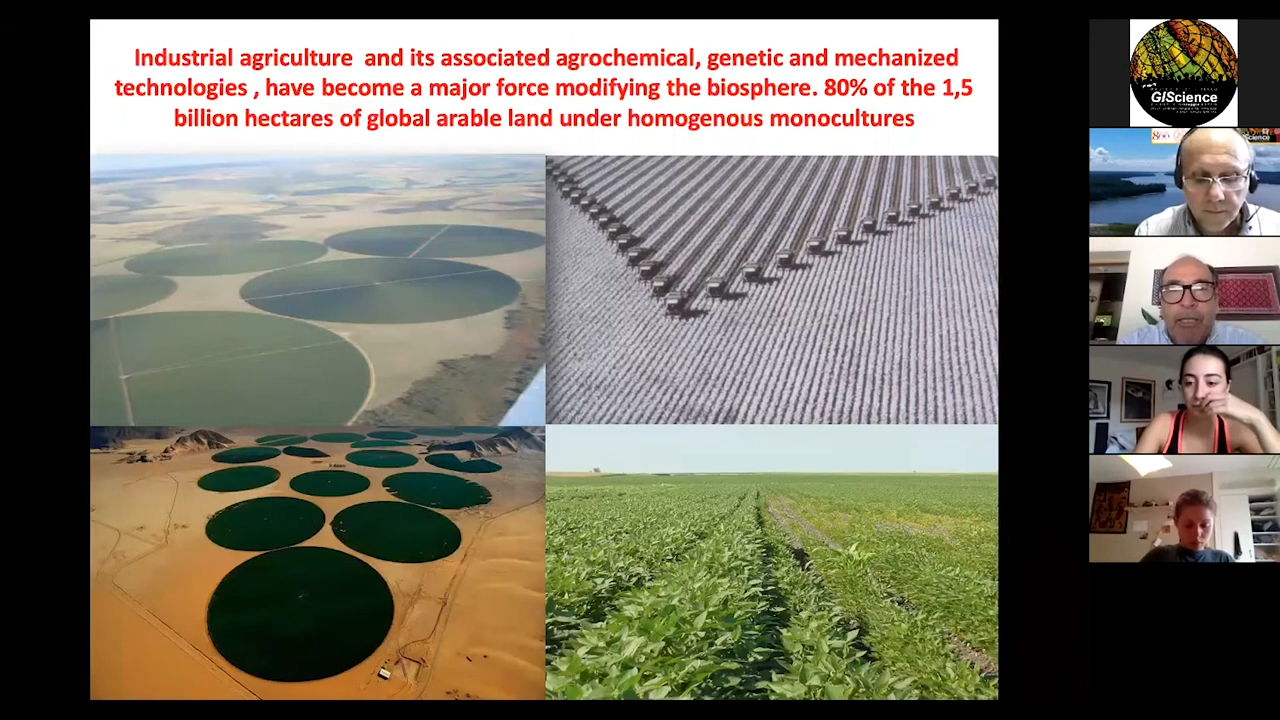 Industrial agriculture and its associated agrochemical, genetic and mechanized
technologies , have become a major force modifying the biosphere. 80% of the 1,5
billion hectares of global arable land under homogenous monocultures
GIScience
800